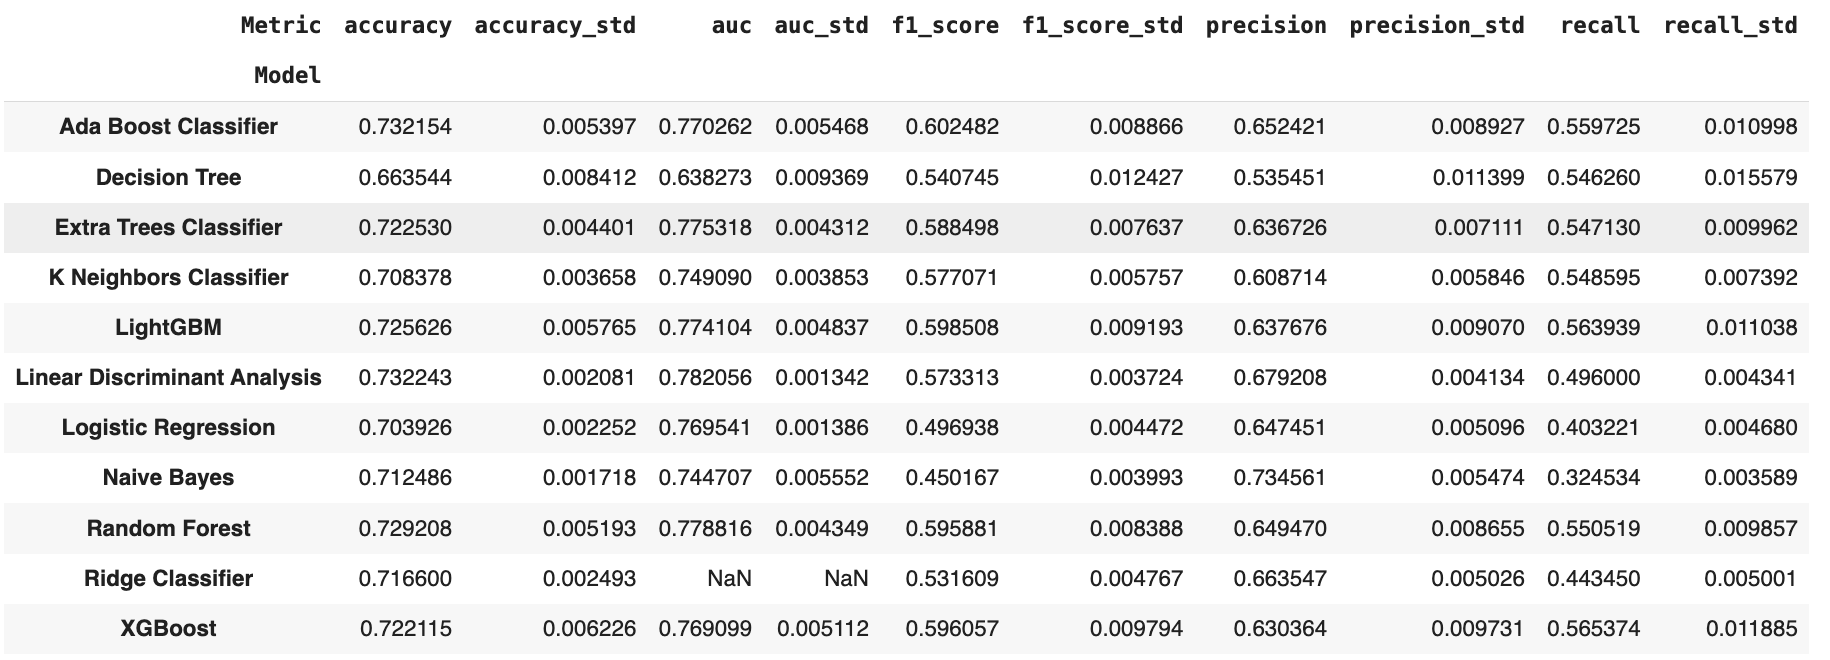 Metric accuracy accuracy_std auc auc_std f1_score f1_score_std precision precision_std recall recall_std
Model
Ada Boost Classifier 0.732154 0.005397 0.770262 0.005468 0.602482 0.008866 0.652421 0.008927 0.559725 0.010998
Decision Tree 0.663544 0.008412 0.638273 0.009369 0.540745 0.012427 0.535451 0.011399 0.546260 0.015579
Extra Trees Classifier 0.722530 0.004401 0.775318 0.004312 0.588498 0.007637 0.636726 0.007111 0.547130 0.009962
K Neighbors Classifier 0.708378 0.003658 0.749090 0.003853 0.577071 0.005757 0.608714 0.005846 0.548595 0.007392
LightGBM 0.725626 0.005765 0.774104 0.004837 0.598508 0.009193 0.637676 0.009070 0.563939 0.011038
Linear Discriminant Analysis 0.732243 0.002081 0.782056 0.001342 0.573313 0.003724 0.679208 0.004134 0.496000 0.004341
Logistic Regression 0.703926 0.002252 0.769541 0.001386 0.496938 0.004472 0.647451 0.005096 0.403221 0.004680
Naive Bayes 0.712486 0.001718 0.744707 0.005552 0.450167 0.003993 0.734561 0.005474 0.324534 0.003589
Random Forest 0.729208 0.005193 0.778816 0.004349 0.595881 0.008388 0.649470 0.008655 0.550519 0.009857
Ridge Classifier 0.716600 0.002493 NaN NaN 0.531609 0.004767 0.663547 0.005026 0.443450 0.005001
XGBoost 0.722115 0.006226 0.769099 0.005112 0.596057 0.009794 0.630364 0.009731 0.565374 0.011885